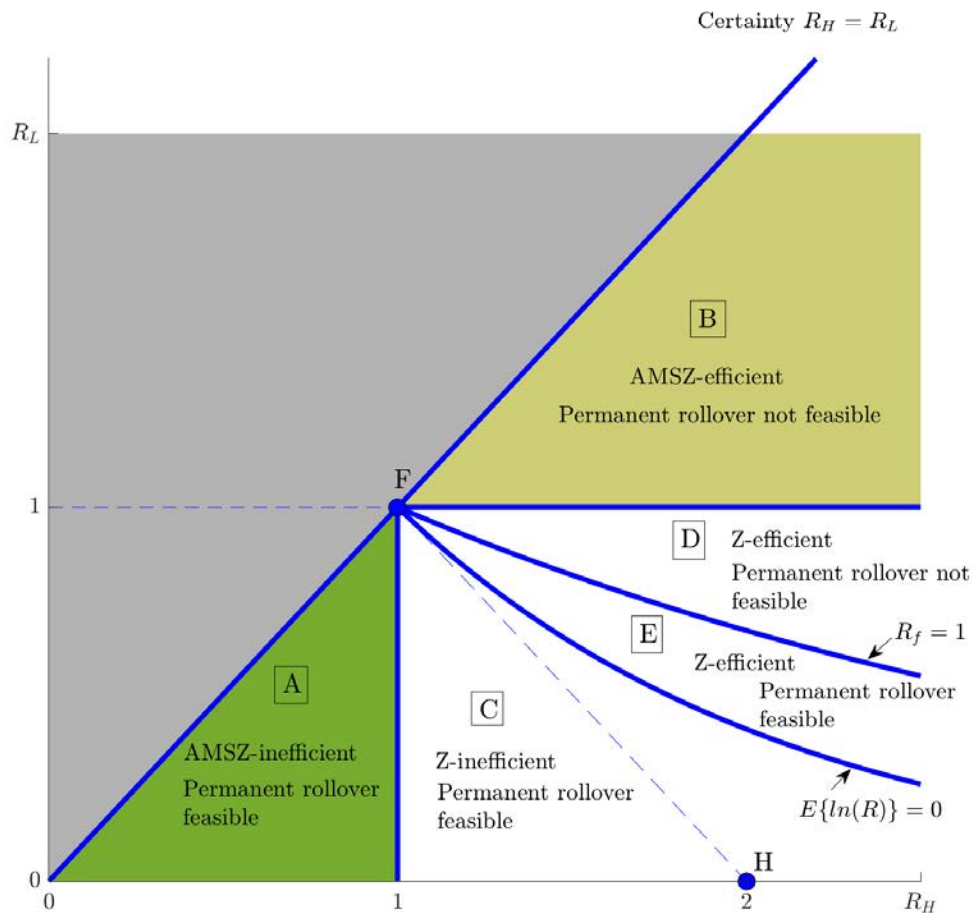 Certainty R_H = R_L
R_L
B
AMSZ-efficient
Permanent rollover not feasible
F
1
D
Z-efficient
Permanent rollover not
feasible
E
R_f = 1
Z-efficient
Permanent rollover
feasible
A
C
AMSZ-inefficient
Permanent rollover
feasible
Z-inefficient
Permanent rollover
feasible
E{ln(R)} = 0
H
0
0
1
2
R_H